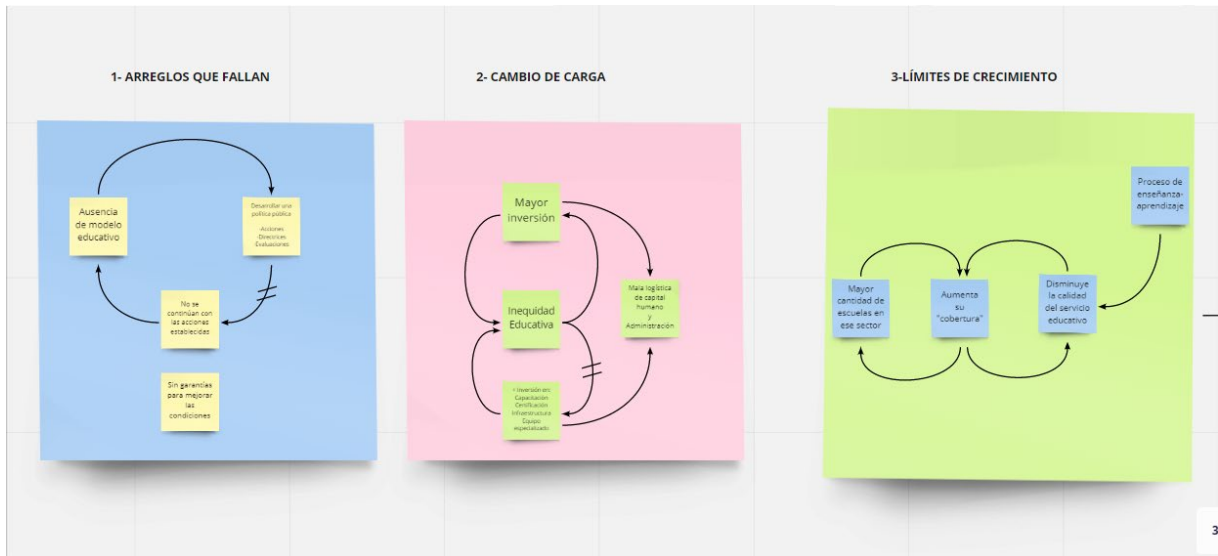 1- ARREGLOS QUE FALLAN
Ausencia
de modelo
educativo
Desarrollar una
política pública
-Acciones
-Directrices
Evaluaciones
No se
continúan con
las acciones
establecidas
Sin garantías
para mejorar
las
condiciones
2- CAMBIO DE CARGA
Mayor
inversión
Inequidad
Educativa
Mala logística
de capital
humano
y
Administración
< Inversión en:
Capacitación
Certificación
Infraestructura
Equipo
especializado
3-LÍMITES DE CRECIMIENTO
Proceso de
enseñanza-
aprendizaje
Mayor
cantidad de
escuelas en
ese sector
Aumenta
su
"cobertura"
Disminuye
la calidad
del servicio
educativo
3